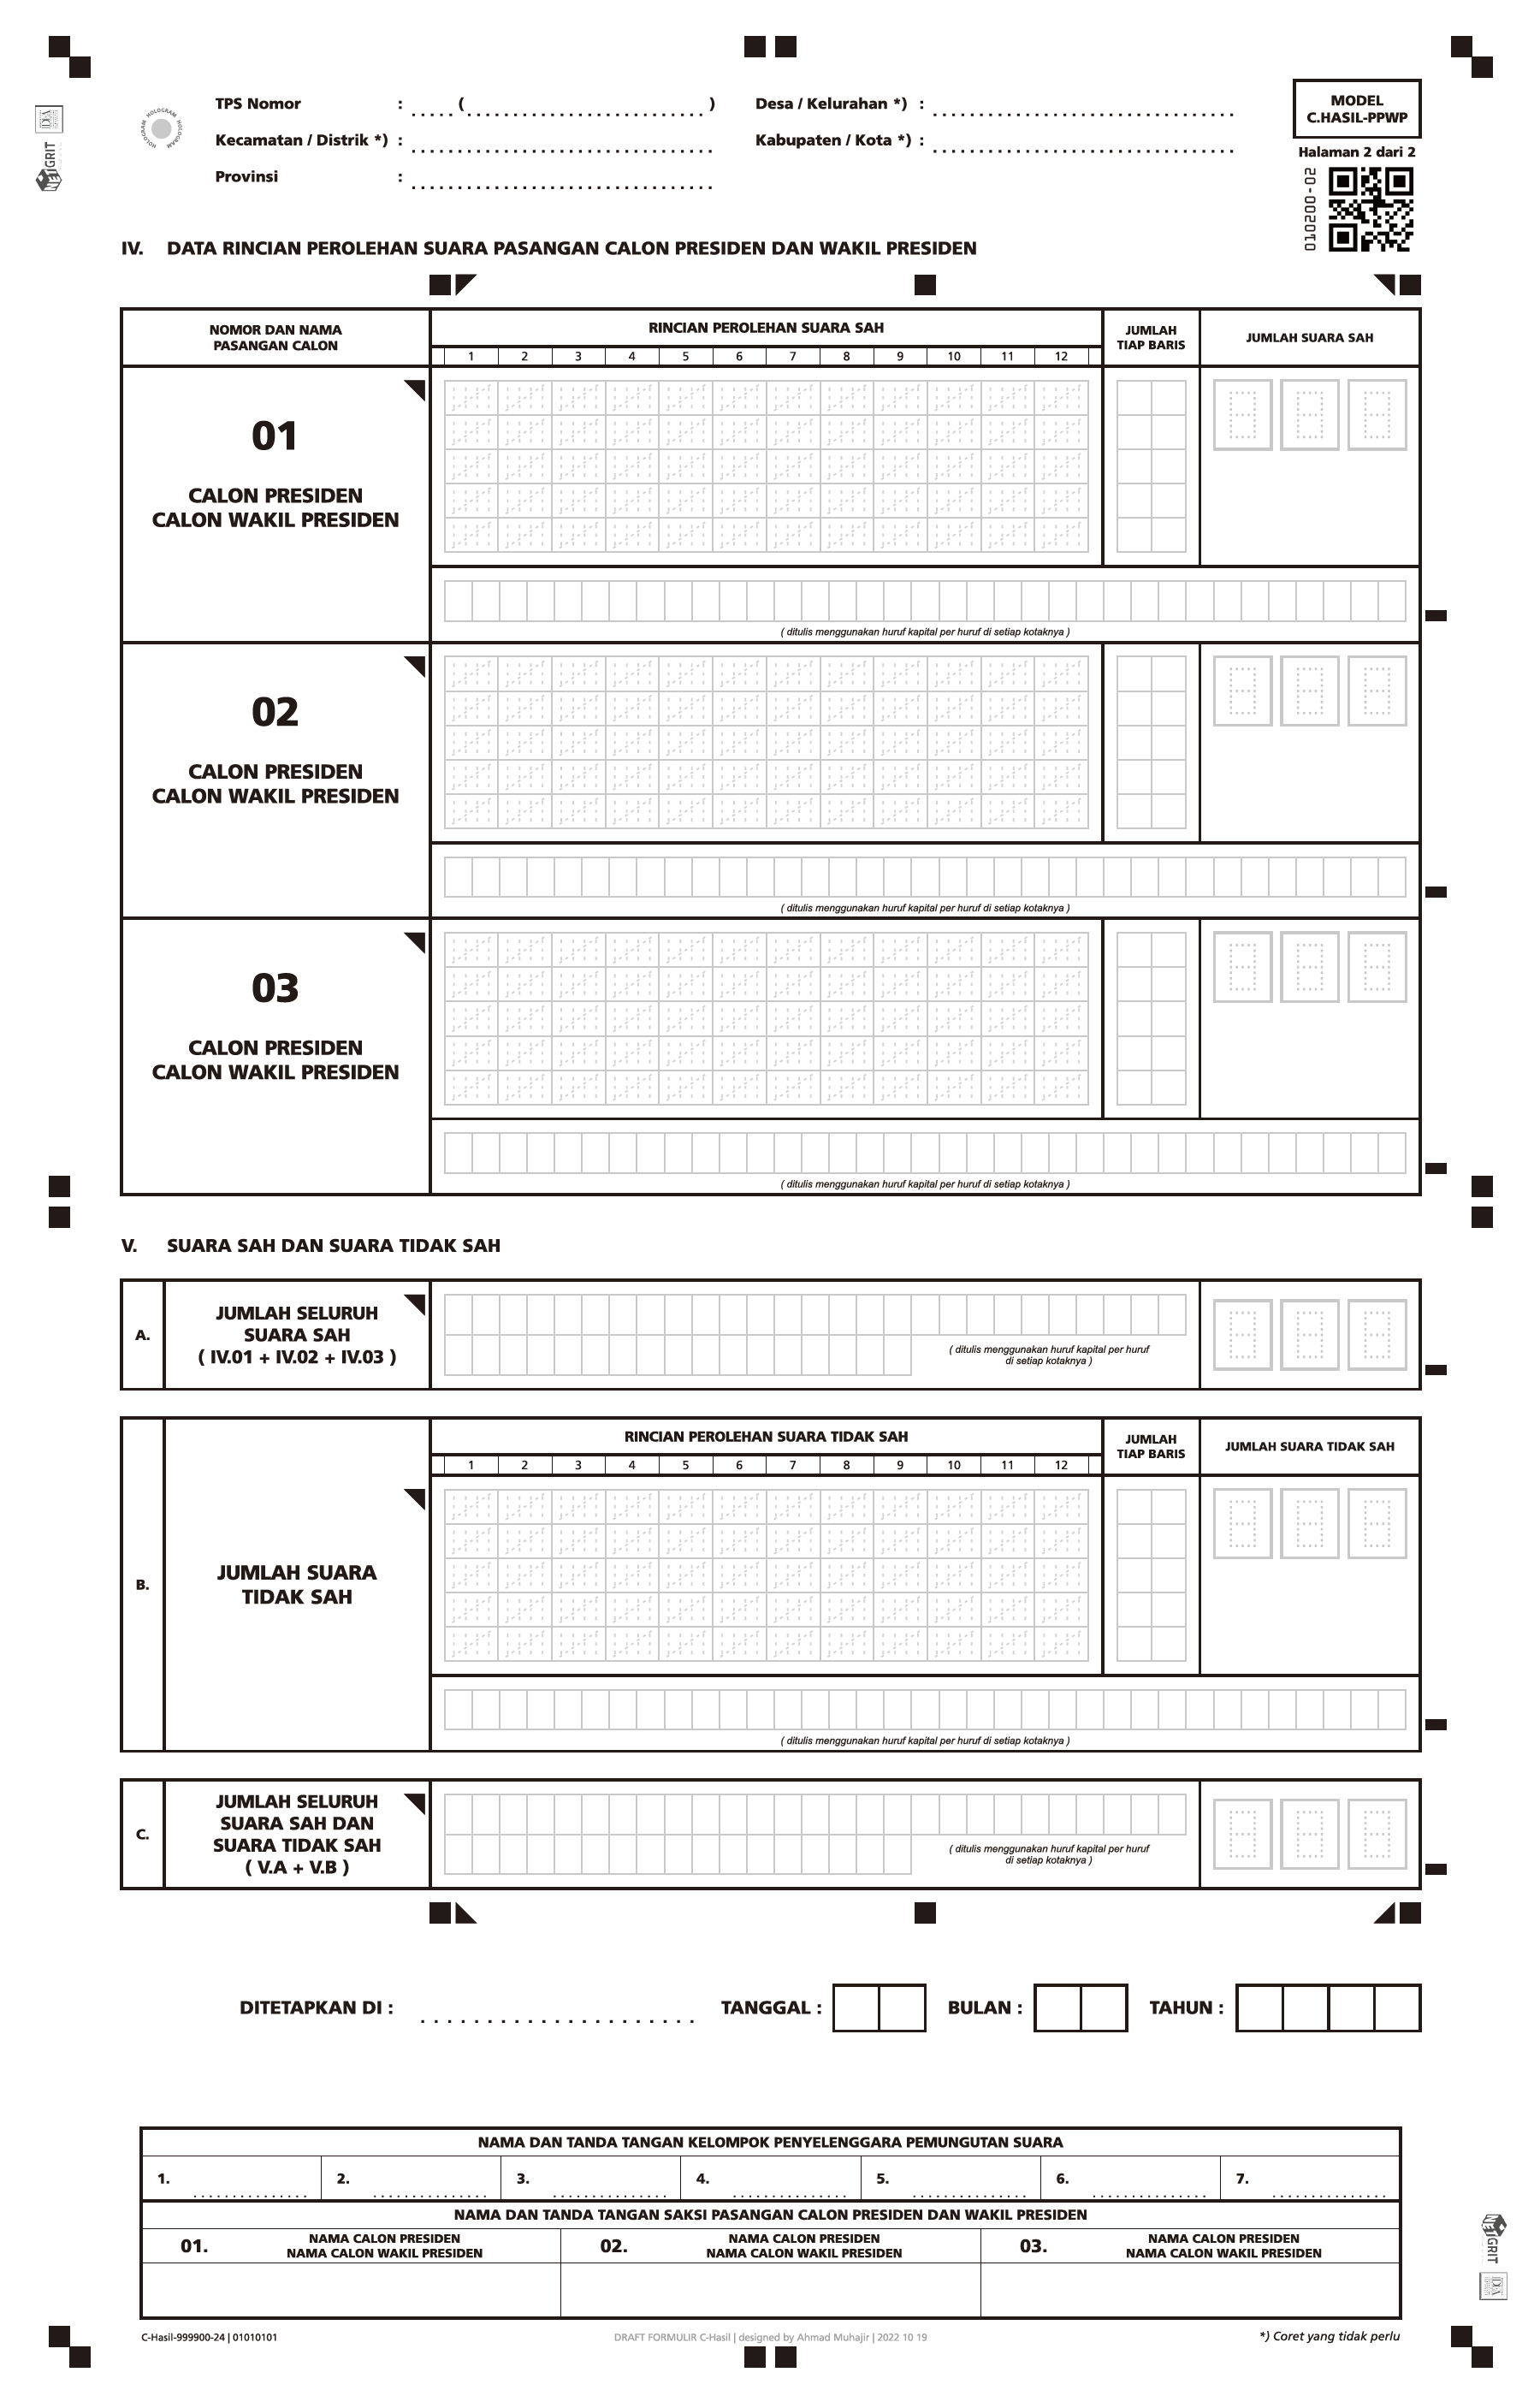 TPS Nomor : ..... ( .......................... ) Desa / Kelurahan *) : .................................
Kecamatan / Distrik *) : ................................. Kabupaten / Kota *) : .................................
Provinsi : .................................
MODEL
C.HASIL-PPWP
Halaman 2 dari 2
010200-02
HOLOGRAM HOLOGRAM HOLOGRAM
NETGRIT
IDEA
IV. DATA RINCIAN PEROLEHAN SUARA PASANGAN CALON PRESIDEN DAN WAKIL PRESIDEN
NOMOR DAN NAMA
PASANGAN CALON
RINCIAN PEROLEHAN SUARA SAH
1 2 3 4 5 6 7 8 9 10 11 12
JUMLAH
TIAP BARIS
JUMLAH SUARA SAH
01
CALON PRESIDEN
CALON WAKIL PRESIDEN
( ditulis menggunakan huruf kapital per huruf di setiap kotaknya )
02
CALON PRESIDEN
CALON WAKIL PRESIDEN
( ditulis menggunakan huruf kapital per huruf di setiap kotaknya )
03
CALON PRESIDEN
CALON WAKIL PRESIDEN
( ditulis menggunakan huruf kapital per huruf di setiap kotaknya )
V. SUARA SAH DAN SUARA TIDAK SAH
A.
JUMLAH SELURUH
SUARA SAH
( IV.01 + IV.02 + IV.03 )
( ditulis menggunakan huruf kapital per huruf
di setiap kotaknya )
B.
JUMLAH SUARA
TIDAK SAH
RINCIAN PEROLEHAN SUARA TIDAK SAH
1 2 3 4 5 6 7 8 9 10 11 12
JUMLAH
TIAP BARIS
JUMLAH SUARA TIDAK SAH
( ditulis menggunakan huruf kapital per huruf di setiap kotaknya )
C.
JUMLAH SELURUH
SUARA SAH DAN
SUARA TIDAK SAH
( V.A + V.B )
( ditulis menggunakan huruf kapital per huruf
di setiap kotaknya )
DITETAPKAN DI : ..................... TANGGAL : BULAN : TAHUN :
NAMA DAN TANDA TANGAN KELOMPOK PENYELENGGARA PEMUNGUTAN SUARA
1. ............... 2. ............... 3. ............... 4. ............... 5. ............... 6. ............... 7. ...............
NAMA DAN TANDA TANGAN SAKSI PASANGAN CALON PRESIDEN DAN WAKIL PRESIDEN
01. NAMA CALON PRESIDEN
NAMA CALON WAKIL PRESIDEN
02. NAMA CALON PRESIDEN
NAMA CALON WAKIL PRESIDEN
03. NAMA CALON PRESIDEN
NAMA CALON WAKIL PRESIDEN
NETGRIT
IDEA
C-Hasil-999900-24 | 01010101
DRAFT FORMULIR C-Hasil | designed by Ahmad Muhajir | 2022 10 19
*) Coret yang tidak perlu